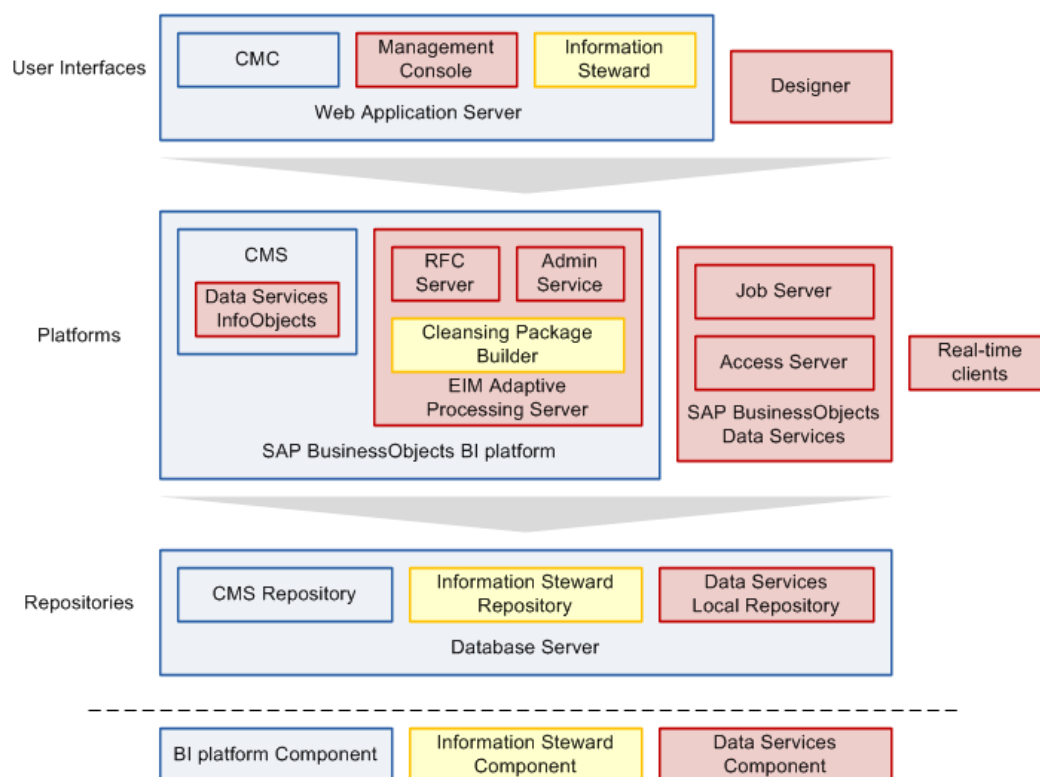 User Interfaces
CMC
Management
Console
Information
Steward
Web Application Server
Designer
Platforms
CMS
Data Services
InfoObjects
RFC
Server
Admin
Service
Cleansing Package
Builder
EIM Adaptive
Processing Server
SAP BusinessObjects BI platform
Job Server
Access Server
SAP BusinessObjects
Data Services
Real-time
clients
Repositories
CMS Repository
Information Steward
Repository
Data Services
Local Repository
Database Server
BI platform Component
Information Steward
Component
Data Services
Component